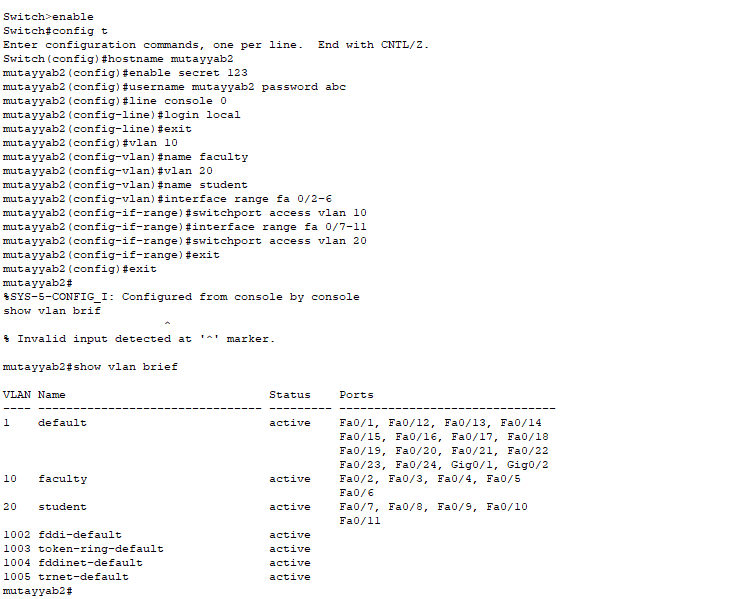 Switch>enable
Switch#config t
Enter configuration commands, one per line.  End with CNTL/Z.
Switch(config)#hostname mutayyab2
mutayyab2(config)#enable secret 123
mutayyab2(config)#username mutayyab2 password abc
mutayyab2(config)#line console 0
mutayyab2(config-line)#login local
mutayyab2(config-line)#exit
mutayyab2(config)#vlan 10
mutayyab2(config-vlan)#name faculty
mutayyab2(config-vlan)#vlan 20
mutayyab2(config-vlan)#name student
mutayyab2(config-vlan)#interface range fa 0/2-6
mutayyab2(config-if-range)#switchport access vlan 10
mutayyab2(config-if-range)#interface range fa 0/7-11
mutayyab2(config-if-range)#switchport access vlan 20
mutayyab2(config-if-range)#exit
mutayyab2(config)#exit
mutayyab2#
%SYS-5-CONFIG_I: Configured from console by console
show vlan brif
                       ^
% Invalid input detected at '^' marker.

mutayyab2#show vlan brief

VLAN Name                             Status    Ports
---- -------------------------------- --------- -------------------------------
1    default                          active    Fa0/1, Fa0/12, Fa0/13, Fa0/14
                                                Fa0/15, Fa0/16, Fa0/17, Fa0/18
                                                Fa0/19, Fa0/20, Fa0/21, Fa0/22
                                                Fa0/23, Fa0/24, Gig0/1, Gig0/2
10   faculty                          active    Fa0/2, Fa0/3, Fa0/4, Fa0/5
                                                Fa0/6
20   student                          active    Fa0/7, Fa0/8, Fa0/9, Fa0/10
                                                Fa0/11
1002 fddi-default                     active
1003 token-ring-default               active
1004 fddinet-default                  active
1005 trnet-default                    active
mutayyab2#